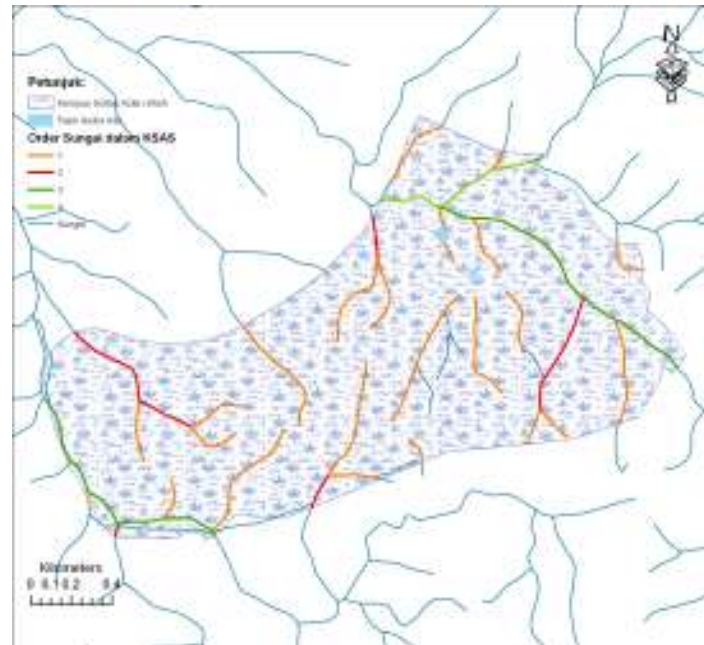 N
Petunjuk:
Order Sungai dalam KSAS
1
2
3
4
Sungai
Kilometers
0 0.1 0.2 0.4